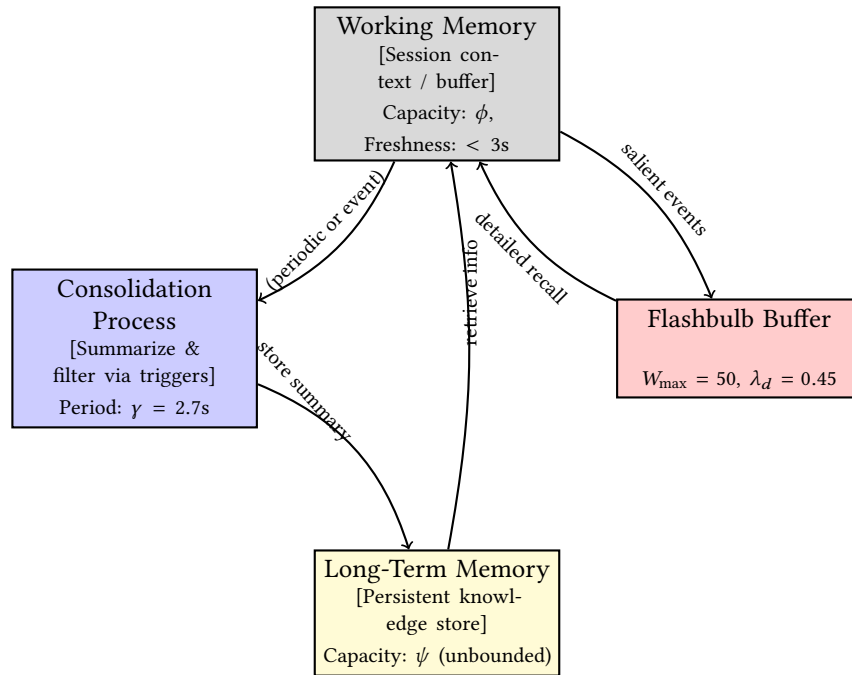 Working Memory
[Session con-
text / buffer]
Capacity: ϕ,
Freshness: < 3s
salient events
(periodic or event)
detailed recall
retrieve info
Consolidation
Process
[Summarize &
filter via triggers]
Period: γ = 2.7s
Flashbulb Buffer
W_max = 50, λ_d = 0.45
store summary
Long-Term Memory
[Persistent knowl-
edge store]
Capacity: ψ (unbounded)